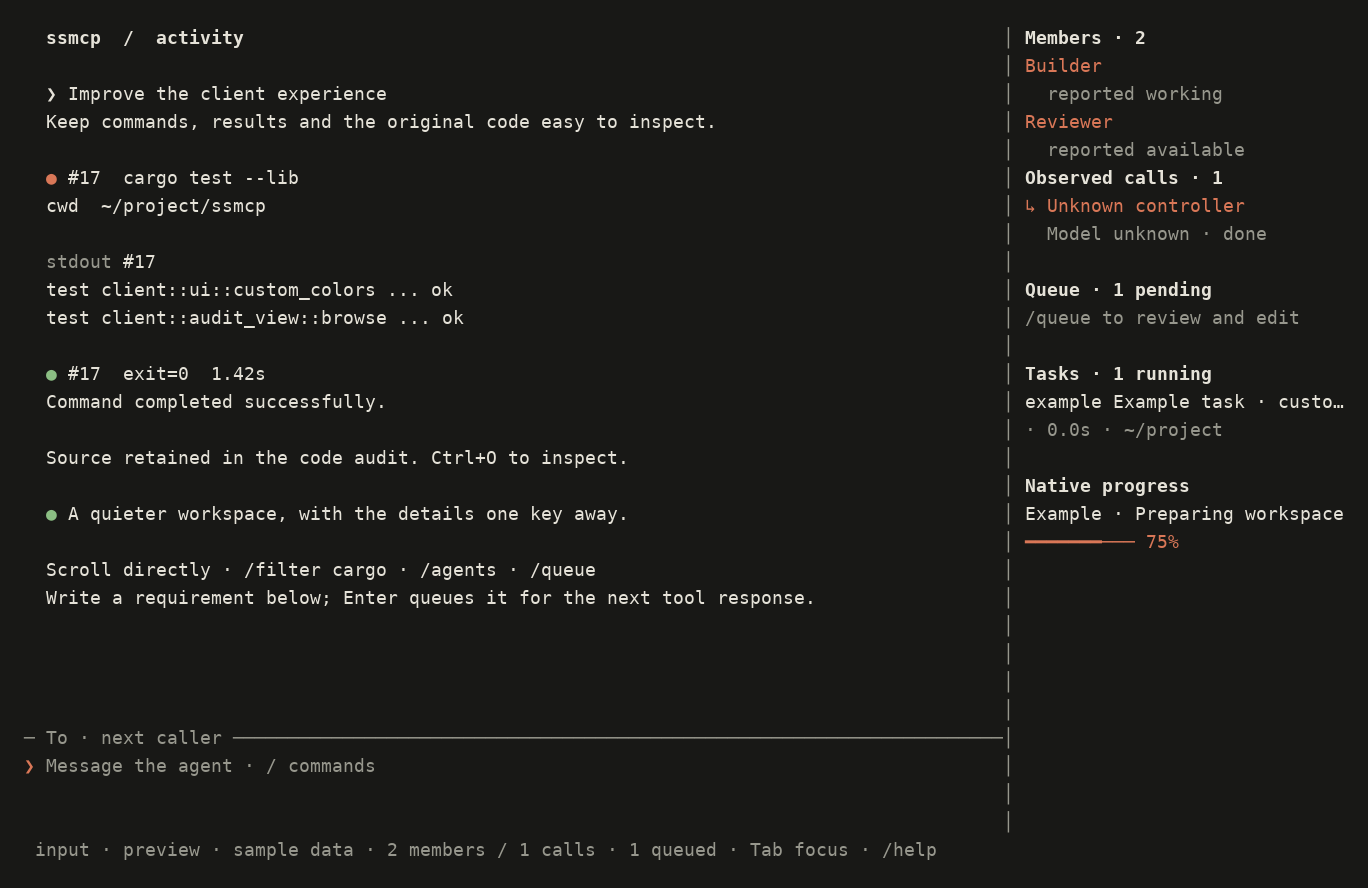 ssmcp / activity
❯ Improve the client experience
Keep commands, results and the original code easy to inspect.
● #17 cargo test --lib
cwd ~/project/ssmcp
stdout #17
test client::ui::custom_colors ... ok
test client::audit_view::browse ... ok
● #17 exit=0 1.42s
Command completed successfully.
Source retained in the code audit. Ctrl+O to inspect.
● A quieter workspace, with the details one key away.
Scroll directly · /filter cargo · /agents · /queue
Write a requirement below; Enter queues it for the next tool response.
To · next caller
❯ Message the agent · / commands
Members · 2
Builder
reported working
Reviewer
reported available
Observed calls · 1
↳ Unknown controller
Model unknown · done
Queue · 1 pending
/queue to review and edit
Tasks · 1 running
example Example task · custo…
· 0.0s · ~/project
Native progress
Example · Preparing workspace
75%
input · preview · sample data · 2 members / 1 calls · 1 queued · Tab focus · /help